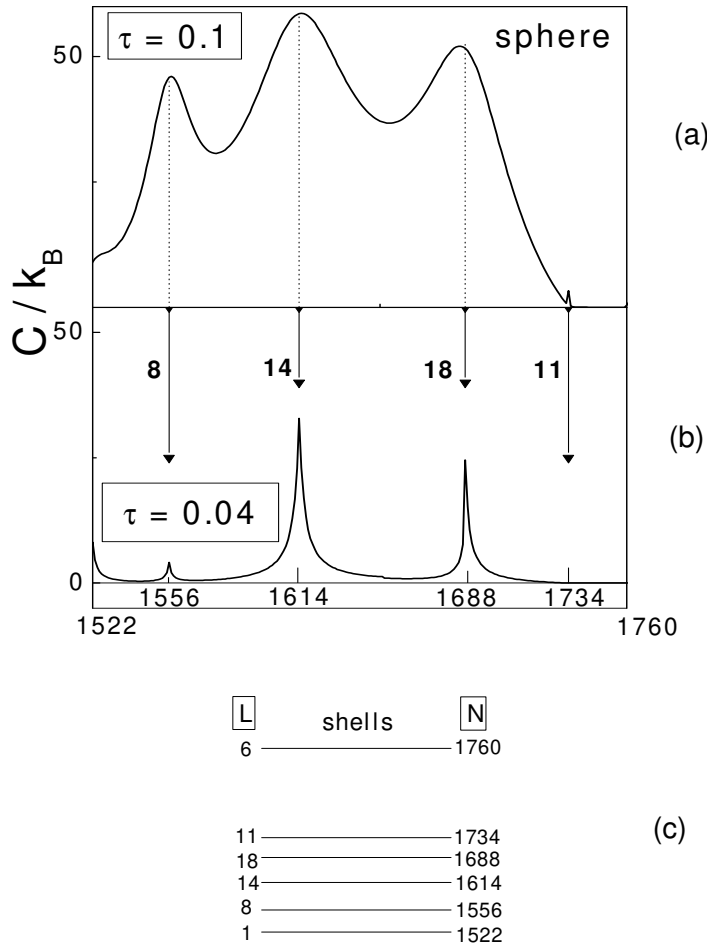 τ = 0.1
sphere
50
(a)
C / k_B
50
8 14 18 11
(b)
τ = 0.04
0
1556 1614 1688 1734
1522 1760
L shells N
6 1760
(c)
11 1734
18 1688
14 1614
8 1556
1 1522